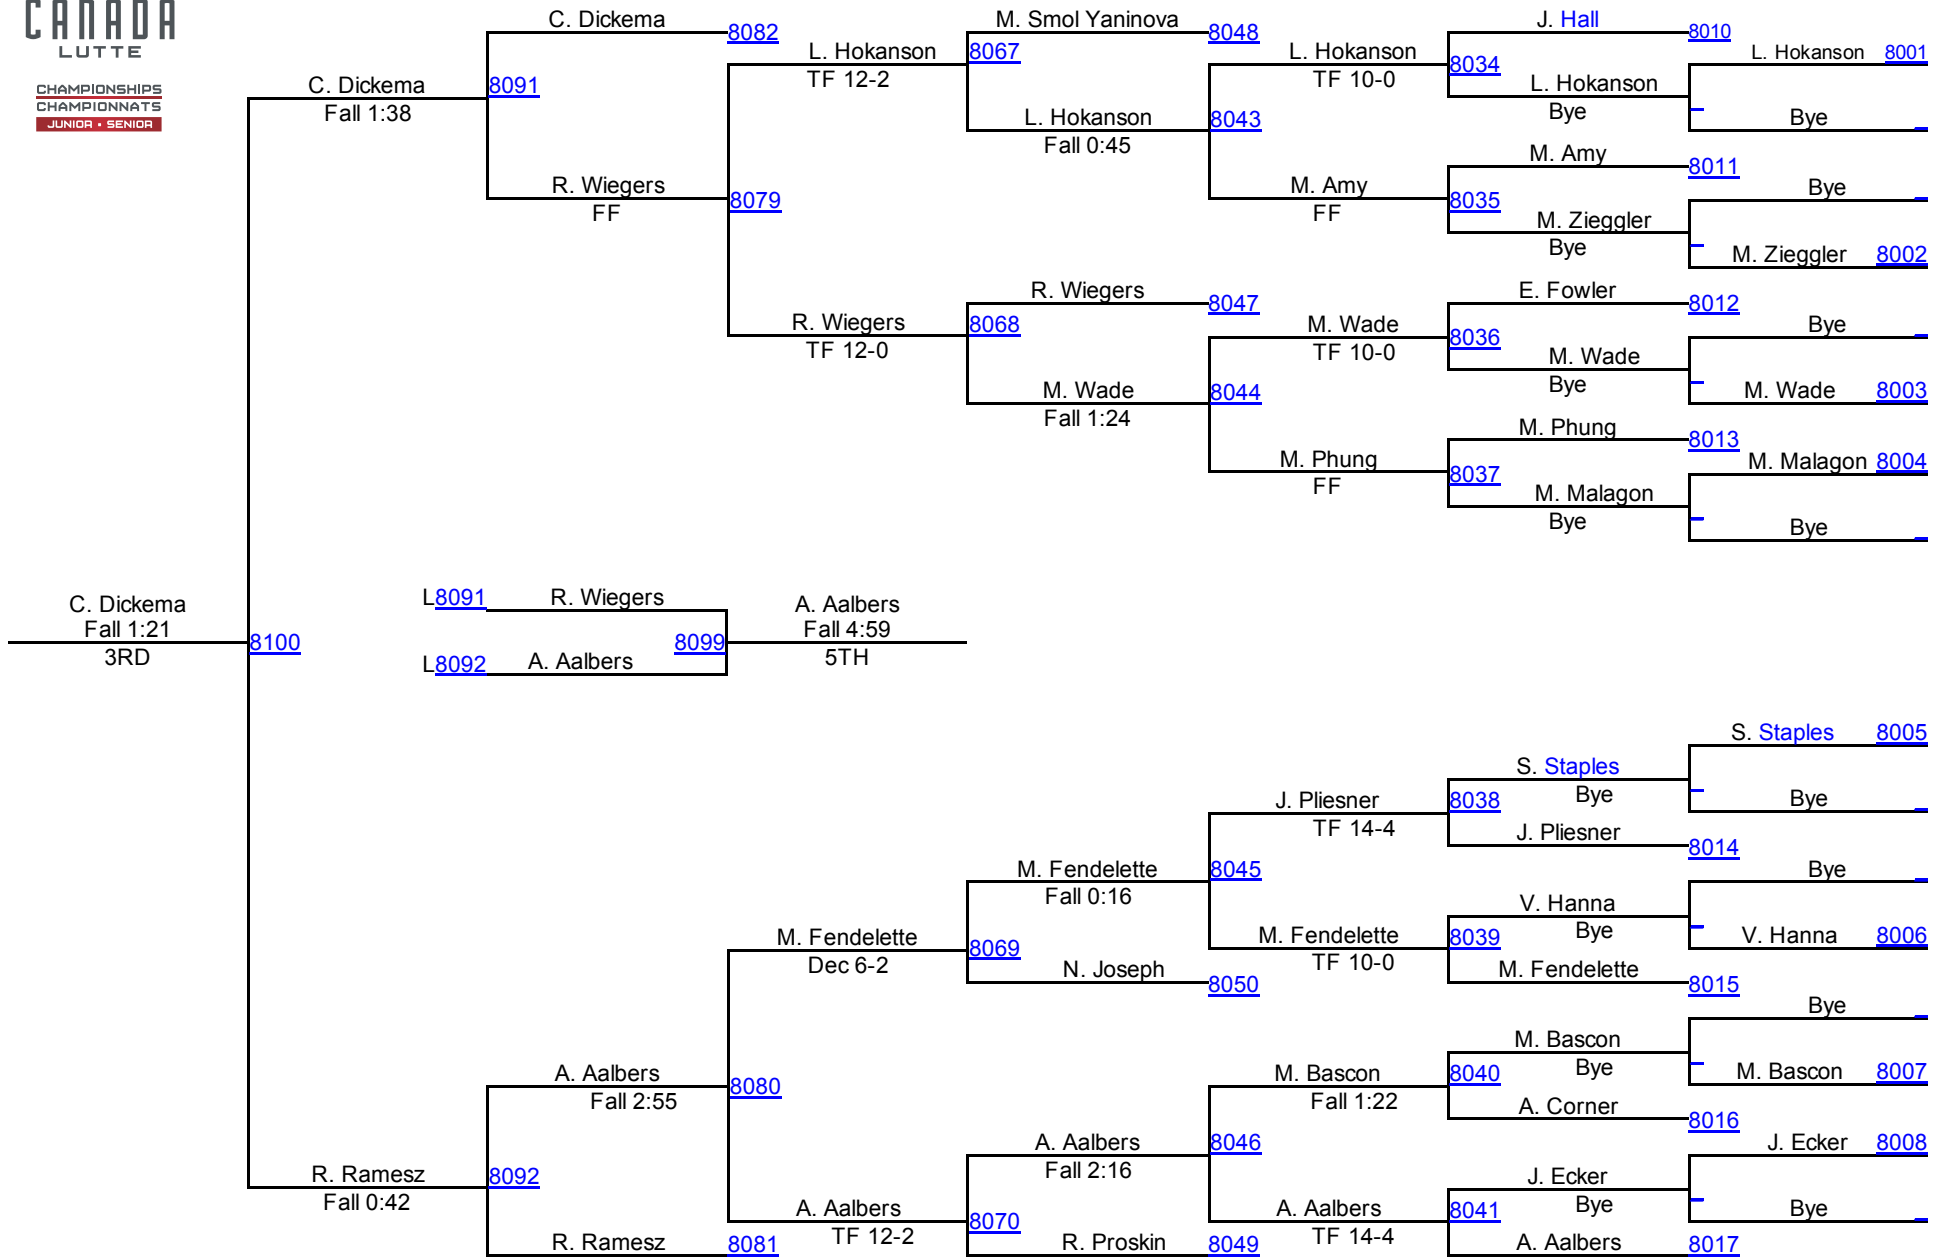 CANADA
LUTTE
CHAMPIONSHIPS
CHAMPIONNATS
JUNIOR • SENIOR
C. Dickema
8082
M. Smol Yaninova
8048
J. Hall
8010
L. Hokanson
TF 12-2
8067
L. Hokanson
TF 10-0
8034
L. Hokanson 8001
C. Dickema
Fall 1:38
8091
L. Hokanson
Bye
L. Hokanson
Fall 0:45
8043
Bye
M. Amy
8011
R. Wiegers
FF
8079
M. Amy
FF
8035
Bye
M. Zieggler
Bye
M. Zieggler 8002
R. Wiegers
8047
E. Fowler
8012
R. Wiegers
TF 12-0
8068
M. Wade
TF 10-0
8036
Bye
M. Wade
Bye
M. Wade
Fall 1:24
8044
M. Wade 8003
M. Phung
8013
M. Phung
FF
8037
M. Malagon 8004
M. Malagon
Bye
Bye
C. Dickema
Fall 1:21
3RD
8100
L8091 R. Wiegers
L8092 A. Aalbers
8099
A. Aalbers
Fall 4:59
5TH
S. Staples 8005
S. Staples
Bye
J. Pliesner
TF 14-4
8038
Bye
J. Pliesner
8014
M. Fendelette
Fall 0:16
8045
Bye
V. Hanna
Bye
M. Fendelette
Dec 6-2
8069
M. Fendelette
TF 10-0
8039
V. Hanna 8006
N. Joseph
8050
M. Fendelette
8015
Bye
M. Bascon
Bye
A. Aalbers
Fall 2:55
8080
M. Bascon
Fall 1:22
8040
M. Bascon 8007
A. Corner
8016
A. Aalbers
Fall 2:16
8046
J. Ecker 8008
R. Ramesz
Fall 0:42
8092
J. Ecker
Bye
A. Aalbers
TF 12-2
8070
A. Aalbers
TF 14-4
8041
Bye
R. Ramesz
8081
R. Proskin
8049
A. Aalbers
8017